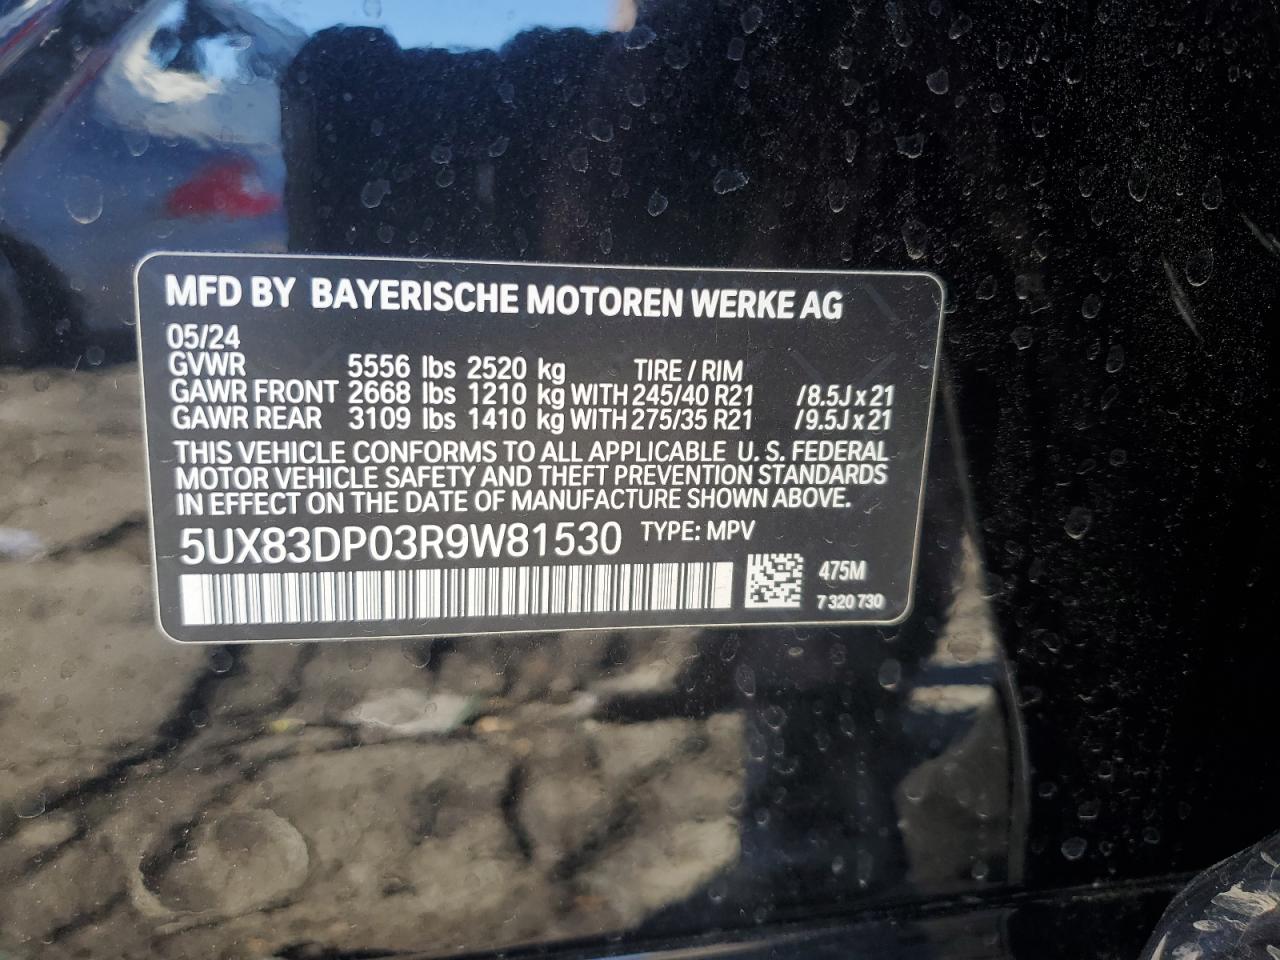 MFD BY BAYERISCHE MOTOREN WERKE AG
05/24
GVWR 5556 lbs 2520 kg TIRE / RIM
GAWR FRONT 2668 lbs 1210 kg WITH 245/40 R21 /8.5J x 21
GAWR REAR 3109 lbs 1410 kg WITH 275/35 R21 /9.5J x 21
THIS VEHICLE CONFORMS TO ALL APPLICABLE U. S. FEDERAL
MOTOR VEHICLE SAFETY AND THEFT PREVENTION STANDARDS
IN EFFECT ON THE DATE OF MANUFACTURE SHOWN ABOVE.
5UX83DP03R9W81530 TYPE: MPV
475M
7 320 730